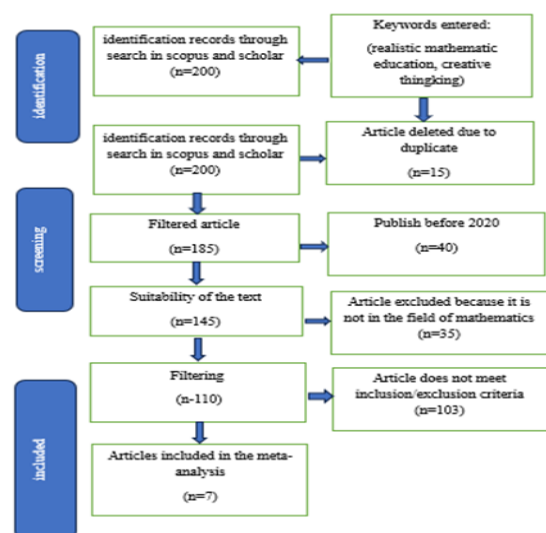 identification
identification records through
search in scopus and scholar
(n=200)
Keywords entered:
(realistic mathematic
education, creative
thingking)
identification records through
search in scopus and scholar
(n=200)
Article deleted due to
duplicate
(n=15)
screening
Filtered article
(n=185)
Publish before 2020
(n=40)
Suitability of the text
(n=145)
Article excluded because it is
not in the field of mathematics
(n=35)
included
Filtering
(n-110)
Article does not meet
inclusion/exclusion criteria
(n=103)
Articles included in the meta-
analysis
(n=7)